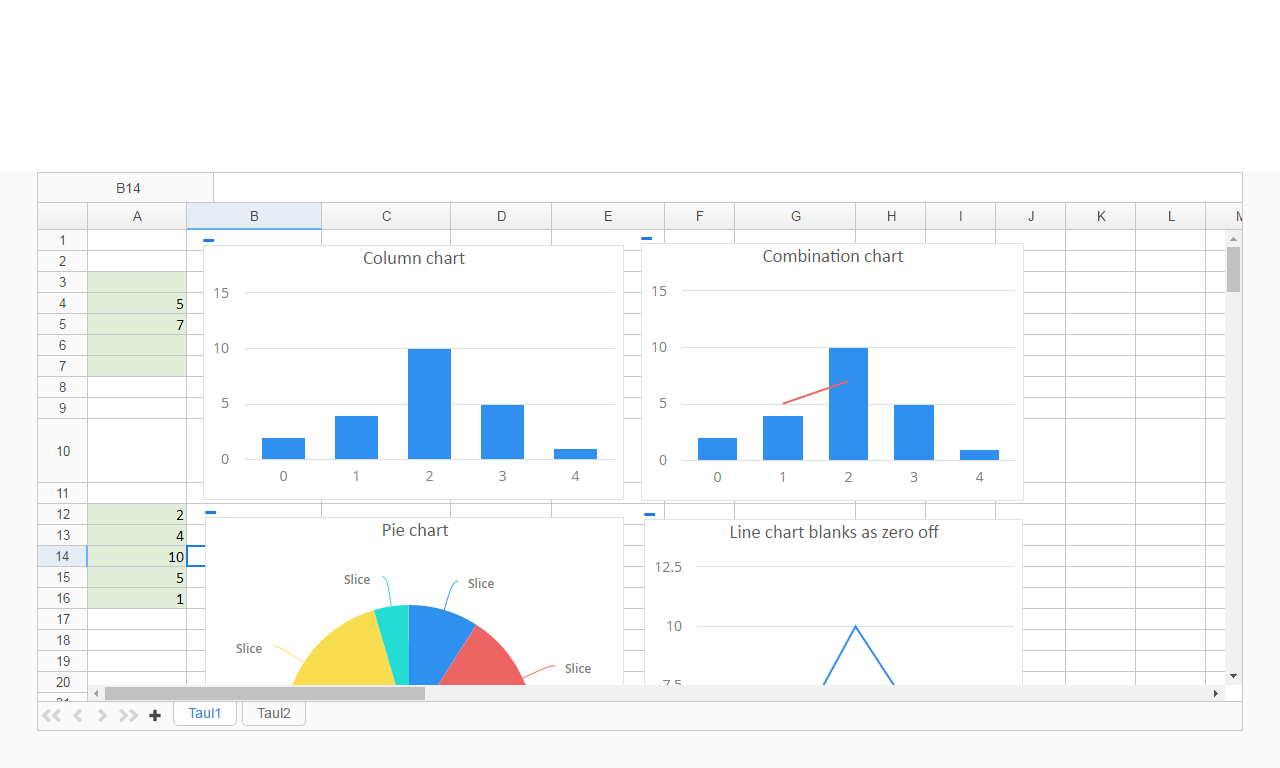 B14
A B C D E F G H I J K L M
1
2
3
4 5
5 7
6
7
8
9
10
11
12 2
13 4
14 10
15 5
16 1
17
18
19
20
21
Column chart
15
10
5
0
0 1 2 3 4
Combination chart
15
10
5
0
0 1 2 3 4
Pie chart
Slice
Slice
Slice
Slice
Line chart blanks as zero off
12.5
10
7.5
Taul1 Taul2